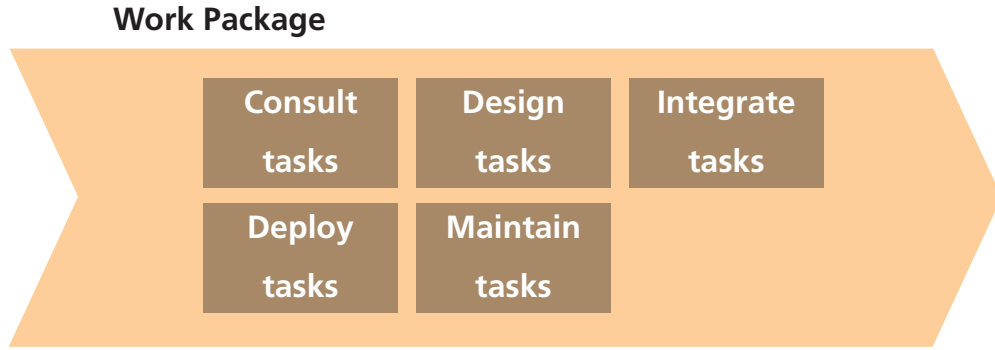 Work Package
Consult
tasks
Design
tasks
Integrate
tasks
Deploy
tasks
Maintain
tasks